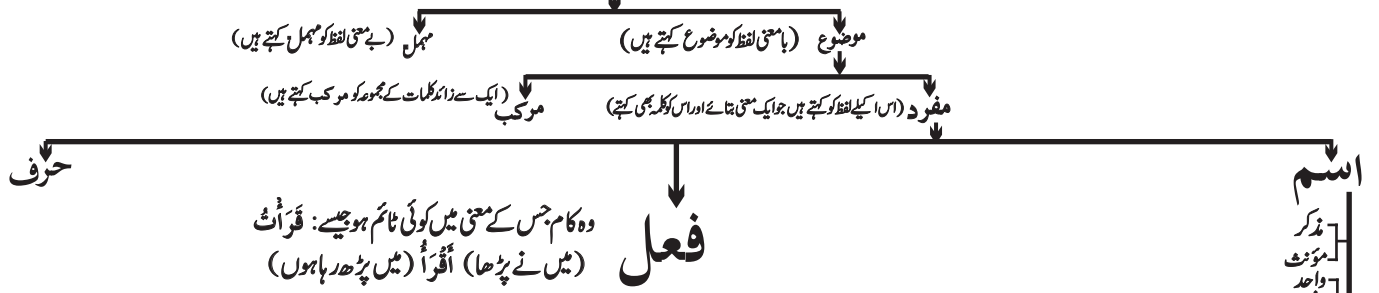 موضوع (بامعنی لفظ کو موضوع کہتے ہیں) مہمل (بے معنی لفظ کو مہمل کہتے ہیں)
مفرد (اس اکیلے لفظ کو کہتے ہیں جو ایک معنی بتائے اور اس کو کلمہ بھی کہتے) مرکب (ایک سے زائد کلمات کے مجموعہ کو مرکب کہتے ہیں)
اسم
فعل وہ کام جس کے معنی میں کوئی ٹائم ہو جیسے: قَرَأْتُ
(میں نے پڑھا) أَقْرَأُ (میں پڑھ رہا ہوں)
حرف
مذکر
مؤنث
واحد